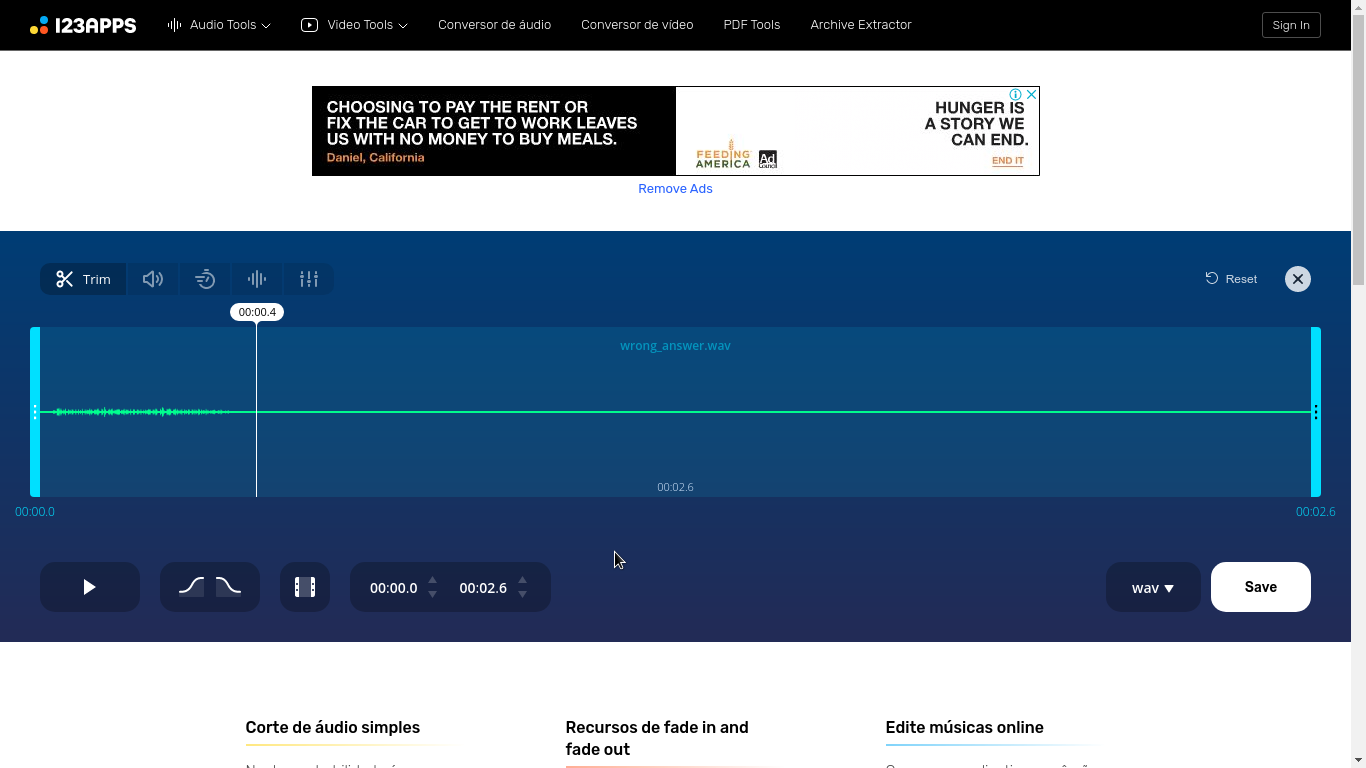 123APPS Audio Tools Video Tools Conversor de áudio Conversor de vídeo PDF Tools Archive Extractor Sign In
CHOOSING TO PAY THE RENT OR
FIX THE CAR TO GET TO WORK LEAVES
US WITH NO MONEY TO BUY MEALS.
Daniel, California
FEEDING
AMERICA
Ad
Council
HUNGER IS
A STORY WE
CAN END.
END IT
Remove Ads
Trim
Reset
00:00.4
wrong_answer.wav
00:02.6
00:00.0 00:02.6
00:00.0 00:02.6 wav Save
Corte de áudio simples
Recursos de fade in and
fade out
Edite músicas online